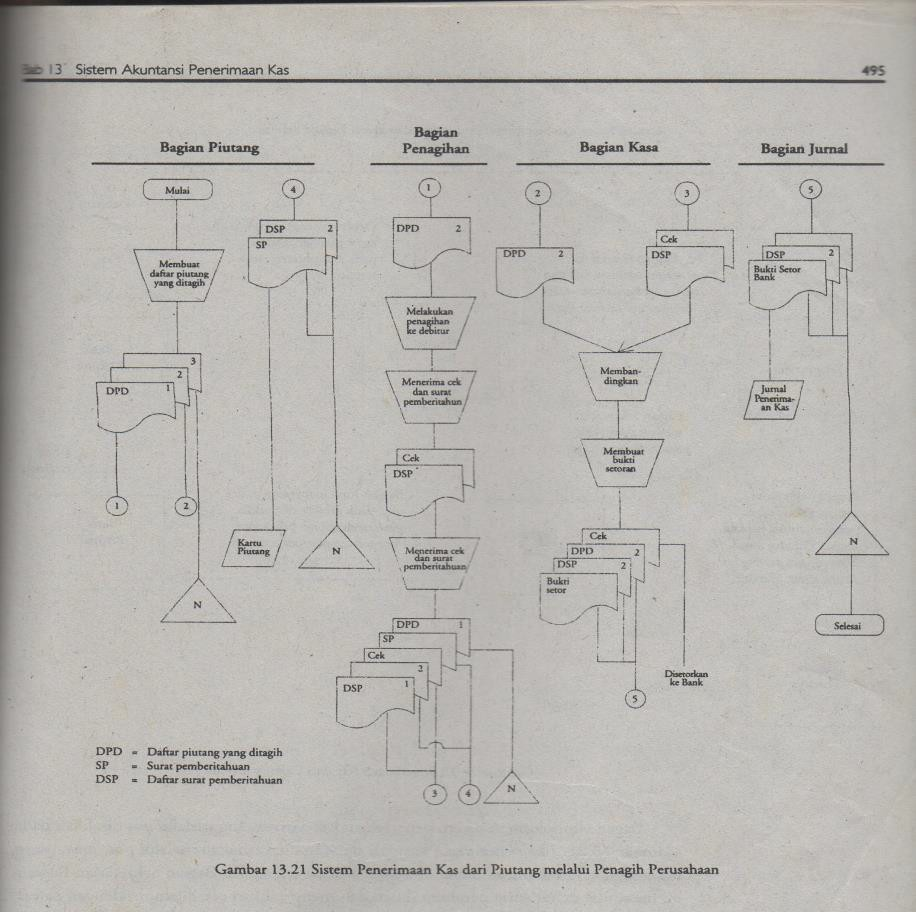 Bab 13 Sistem Akuntansi Penerimaan Kas
495
Bagian Piutang
Mulai
Membuat
daftar piutang
yang ditagih
3
2
DPD 1
1
2
N
4
DSP 2
SP
Kartu
Piutang
N
Bagian
Penagihan
1
DPD 2
Melakukan
penagihan
ke debitur
Menerima cek
dan surat
pemberitahun
Cek
DSP
Menerima cek
dan surat
pemberitahuan
DPD 1
SP
Cek
2
DSP 1
3
4
N
Bagian Kasa
2
3
DPD 2
Cek
DSP
Memban-
dingkan
Membuat
bukti
setoran
Cek
DPD 2
DSP 2
Bukti
setor
Disetorkan
ke Bank
5
Bagian Jurnal
5
DSP 2
Bukti Setor
Bank
Jurnal
Penerima-
an Kas
N
Selesai
DPD = Daftar piutang yang ditagih
SP = Surat pemberitahuan
DSP = Daftar surat pemberitahuan
Gambar 13.21 Sistem Penerimaan Kas dari Piutang melalui Penagih Perusahaan